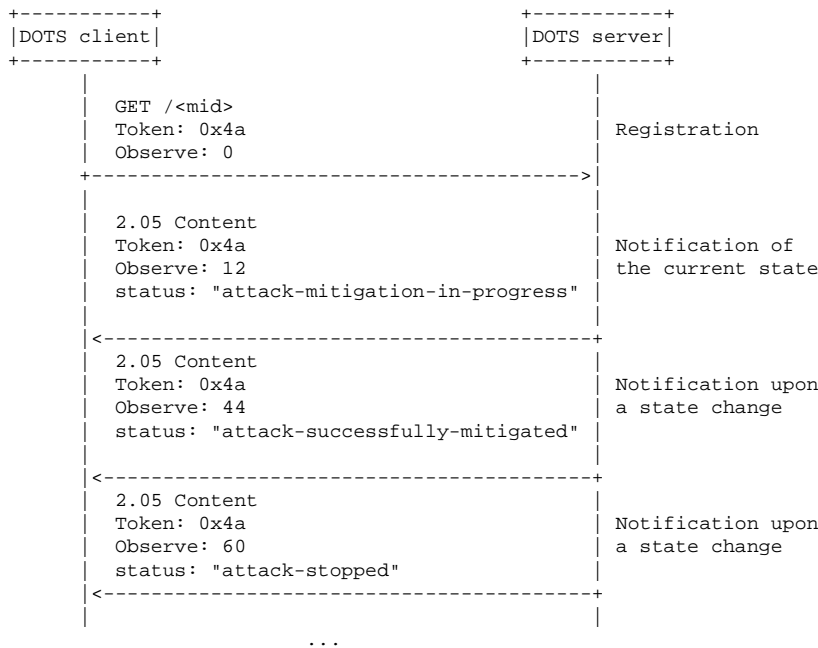 DOTS client DOTS server
GET /<mid>
Token: 0x4a Registration
Observe: 0
2.05 Content
Token: 0x4a Notification of
Observe: 12 the current state
status: "attack-mitigation-in-progress"
2.05 Content
Token: 0x4a Notification upon
Observe: 44 a state change
status: "attack-successfully-mitigated"
2.05 Content
Token: 0x4a Notification upon
Observe: 60 a state change
status: "attack-stopped"
...